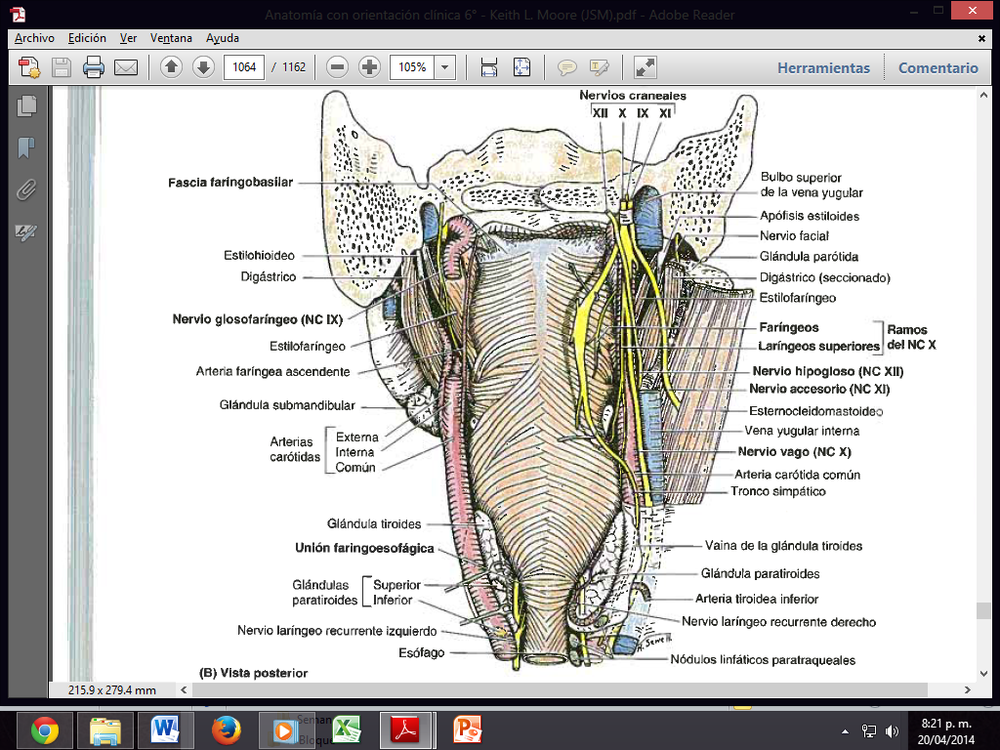 Anatomía con orientación clínica 6° - Keith L. Moore (JSM).pdf - Adobe Reader
Archivo Edición Ver Ventana Ayuda
1064 / 1162 105% Herramientas Comentario
Nervios craneales
XII X IX XI
Fascia faringobasilar
Estilohioideo
Digástrico
Nervio glosofaríngeo (NC IX)
Estilofaríngeo
Arteria faríngea ascendente
Glándula submandibular
Arterias carótidas
Externa
Interna
Común
Glándula tiroides
Unión faringoesofágica
Glándulas paratiroides
Superior
Inferior
Nervio laríngeo recurrente izquierdo
Esófago
(B) Vista posterior
Bulbo superior
de la vena yugular
Apófisis estiloides
Nervio facial
Glándula parótida
Digástrico (seccionado)
Estilofaríngeo
Faríngeos
Laríngeos superiores
Ramos
del NC X
Nervio hipogloso (NC XII)
Nervio accesorio (NC XI)
Esternocleidomastoideo
Vena yugular interna
Nervio vago (NC X)
Arteria carótida común
Tronco simpático
Vaina de la glándula tiroides
Glándula paratiroides
Arteria tiroidea inferior
Nervio laríngeo recurrente derecho
Nódulos linfáticos paratraqueales
215.9 x 279.4 mm
8:21 p. m.
20/04/2014